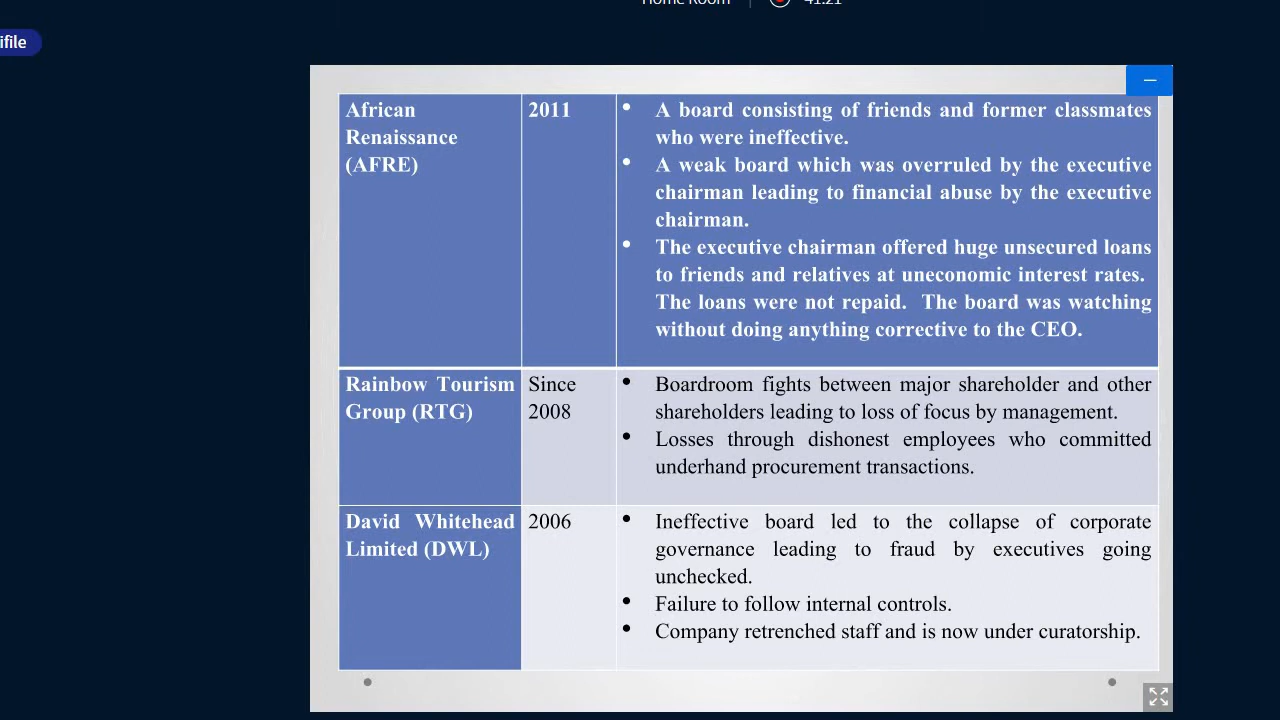 Home Room 41:21
ifile
African
Renaissance
(AFRE)
2011
• A board consisting of friends and former classmates
who were ineffective.
• A weak board which was overruled by the executive
chairman leading to financial abuse by the executive
chairman.
• The executive chairman offered huge unsecured loans
to friends and relatives at uneconomic interest rates.
The loans were not repaid. The board was watching
without doing anything corrective to the CEO.
Rainbow Tourism
Group (RTG)
Since
2008
• Boardroom fights between major shareholder and other
shareholders leading to loss of focus by management.
• Losses through dishonest employees who committed
underhand procurement transactions.
David Whitehead
Limited (DWL)
2006
• Ineffective board led to the collapse of corporate
governance leading to fraud by executives going
unchecked.
• Failure to follow internal controls.
• Company retrenched staff and is now under curatorship.